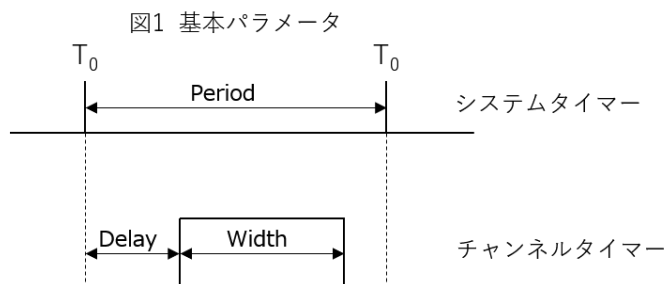 図1 基本パラメータ
T₀ T₀
Period
システムタイマー
Delay Width
チャンネルタイマー